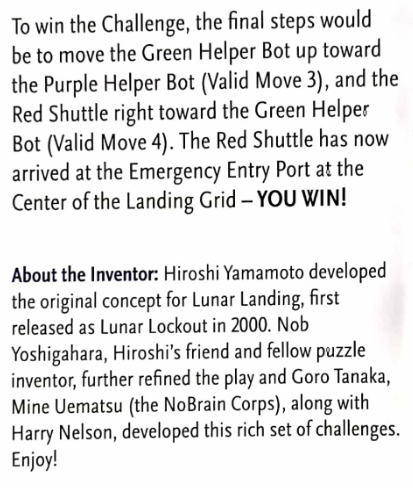 To win the Challenge, the final steps would
be to move the Green Helper Bot up toward
the Purple Helper Bot (Valid Move 3), and the
Red Shuttle right toward the Green Helper
Bot (Valid Move 4). The Red Shuttle has now
arrived at the Emergency Entry Port at the
Center of the Landing Grid – YOU WIN!
About the Inventor: Hiroshi Yamamoto developed
the original concept for Lunar Landing, first
released as Lunar Lockout in 2000. Nob
Yoshigahara, Hiroshi's friend and fellow puzzle
inventor, further refined the play and Goro Tanaka,
Mine Uematsu (the NoBrain Corps), along with
Harry Nelson, developed this rich set of challenges.
Enjoy!